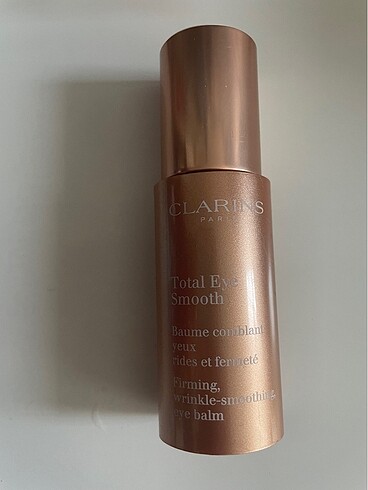 CLARINS
PARIS
Total Eye
Smooth
Baume comblant
yeux
rides et fermeté
Firming,
wrinkle-smoothing
eye balm